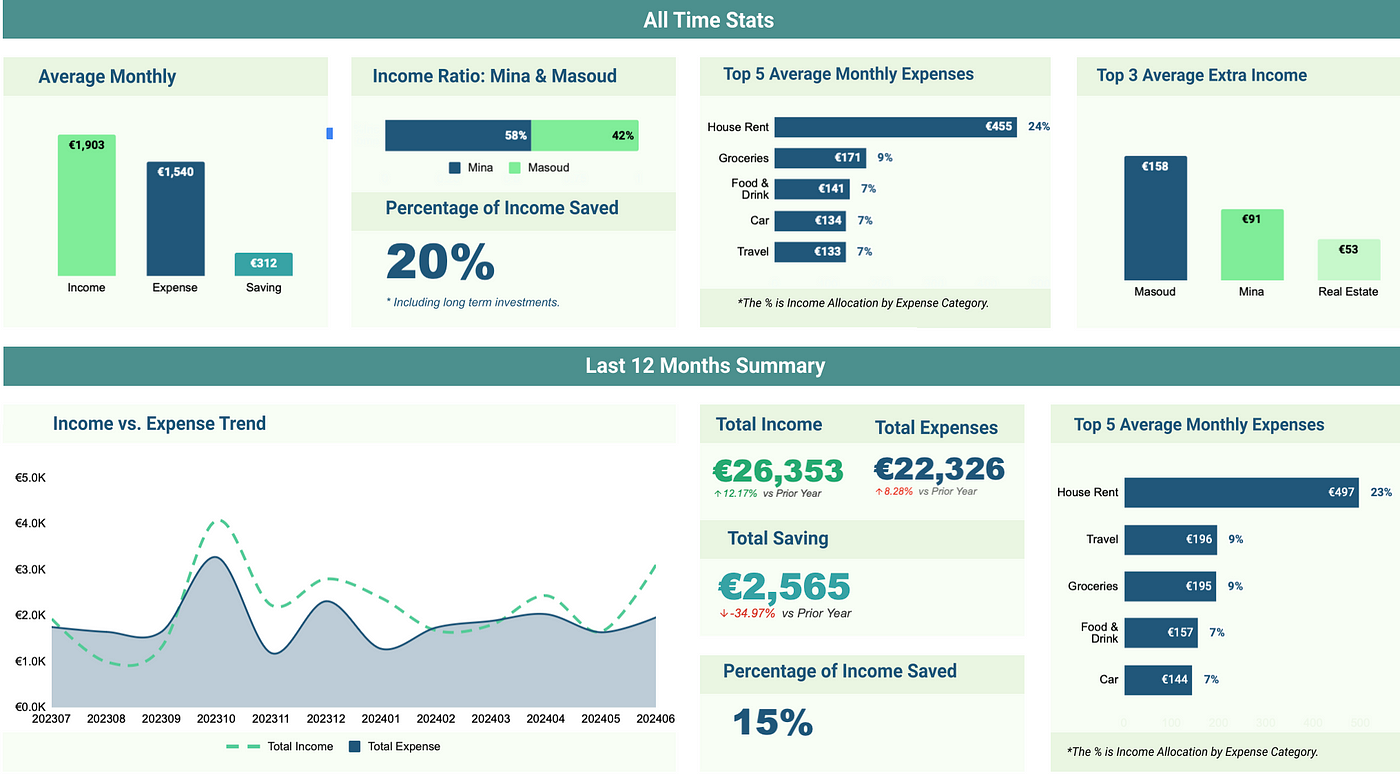 All Time Stats
Average Monthly
€1,903
€1,540
€312
Income
Expense
Saving
Income Ratio: Mina & Masoud
58%
42%
Mina
Masoud
Percentage of Income Saved
20%
* Including long term investments.
Top 5 Average Monthly Expenses
House Rent €455 24%
Groceries €171 9%
Food &
Drink
€141 7%
Car €134 7%
Travel €133 7%
*The % is Income Allocation by Expense Category.
Top 3 Average Extra Income
€158
€91
€53
Masoud
Mina
Real Estate
Last 12 Months Summary
Income vs. Expense Trend
€5.0K
€4.0K
€3.0K
€2.0K
€1.0K
€0.0K
202307 202308 202309 202310 202311 202312 202401 202402 202403 202404 202405 202406
Total Income
Total Expense
Total Income
€26,353
↑ 12.17% vs Prior Year
Total Expenses
€22,326
↑ 8.28% vs Prior Year
Total Saving
€2,565
↓ -34.97% vs Prior Year
Percentage of Income Saved
15%
Top 5 Average Monthly Expenses
House Rent €497 23%
Travel €196 9%
Groceries €195 9%
Food &
Drink
€157 7%
Car €144 7%
0 100 200 300 400 500
*The % is Income Allocation by Expense Category.